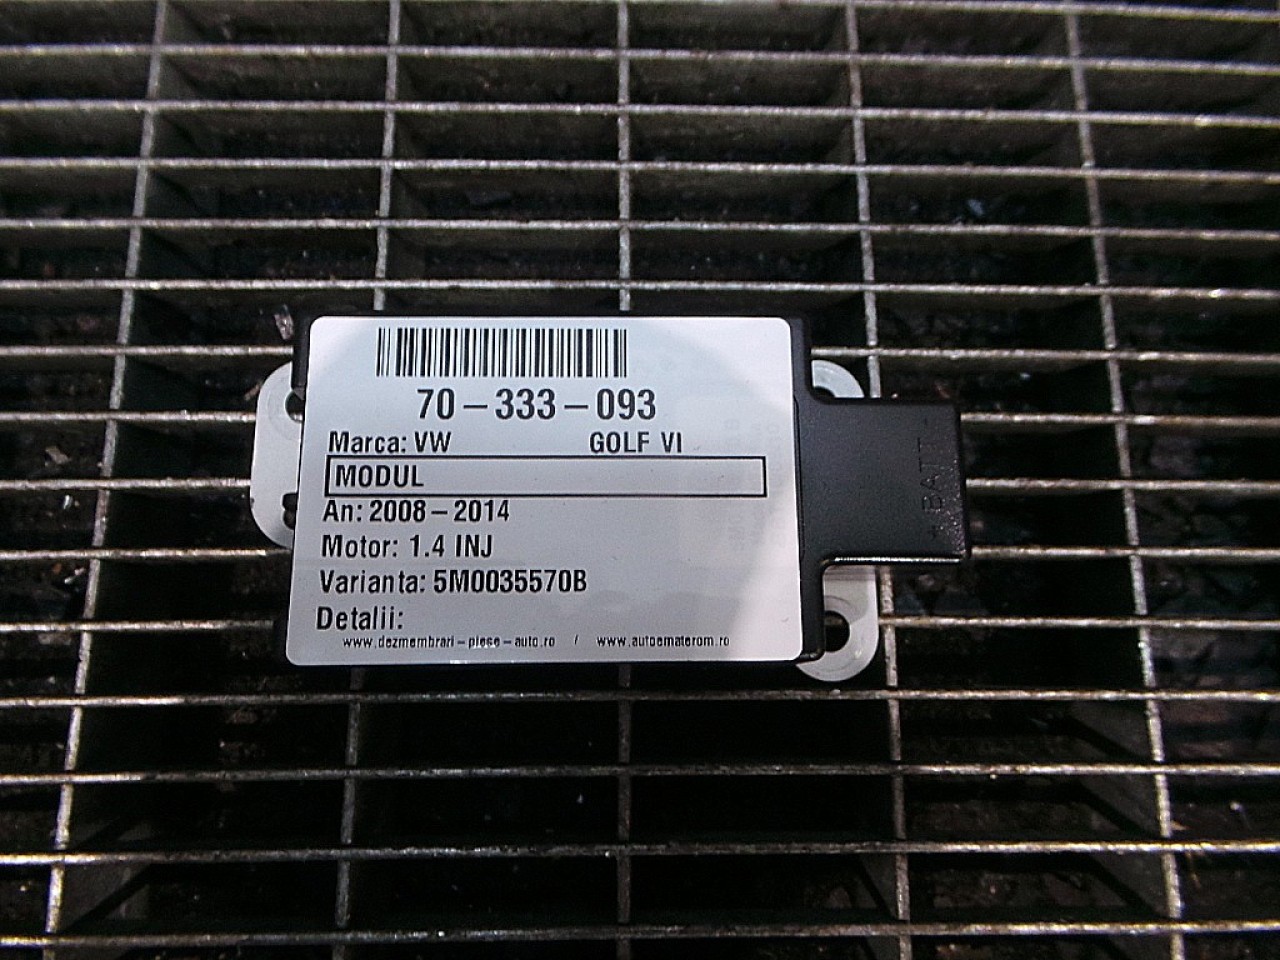 70-333-093
Marca: VW GOLF VI
MODUL
An: 2008-2014
Motor: 1.4 INJ
Varianta: 5M0035570B
Detalii:
www.dezmembrari-piese-auto.ro / www.autoematerom.ro
+ BATT -